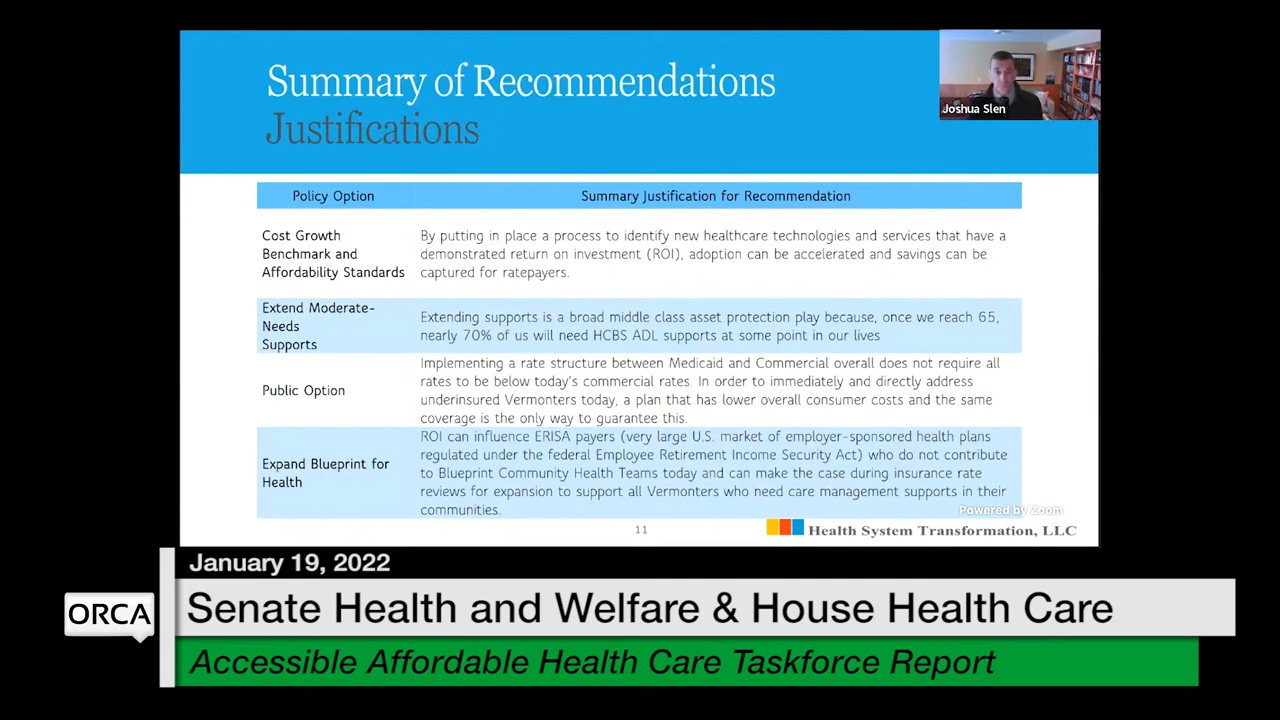 Summary of Recommendations
Justifications
Joshua Slen
Policy Option
Summary Justification for Recommendation
Cost Growth
Benchmark and
Affordability Standards
By putting in place a process to identify new healthcare technologies and services that have a
demonstrated return on investment (ROI), adoption can be accelerated and savings can be
captured for ratepayers.
Extend Moderate-
Needs
Supports
Extending supports is a broad middle class asset protection play because, once we reach 65,
nearly 70% of us will need HCBS ADL supports at some point in our lives
Public Option
Implementing a rate structure between Medicaid and Commercial overall does not require all
rates to be below today's commercial rates. In order to immediately and directly address
underinsured Vermonters today, a plan that has lower overall consumer costs and the same
coverage is the only way to guarantee this.
Expand Blueprint for
Health
ROI can influence ERISA payers (very large U.S. market of employer-sponsored health plans
regulated under the federal Employee Retirement Income Security Act) who do not contribute
to Blueprint Community Health Teams today and can make the case during insurance rate
reviews for expansion to support all Vermonters who need care management supports in their
communities.
Powered by Zoom
11
Health System Transformation, LLC
January 19, 2022
ORCA
Senate Health and Welfare & House Health Care
Accessible Affordable Health Care Taskforce Report